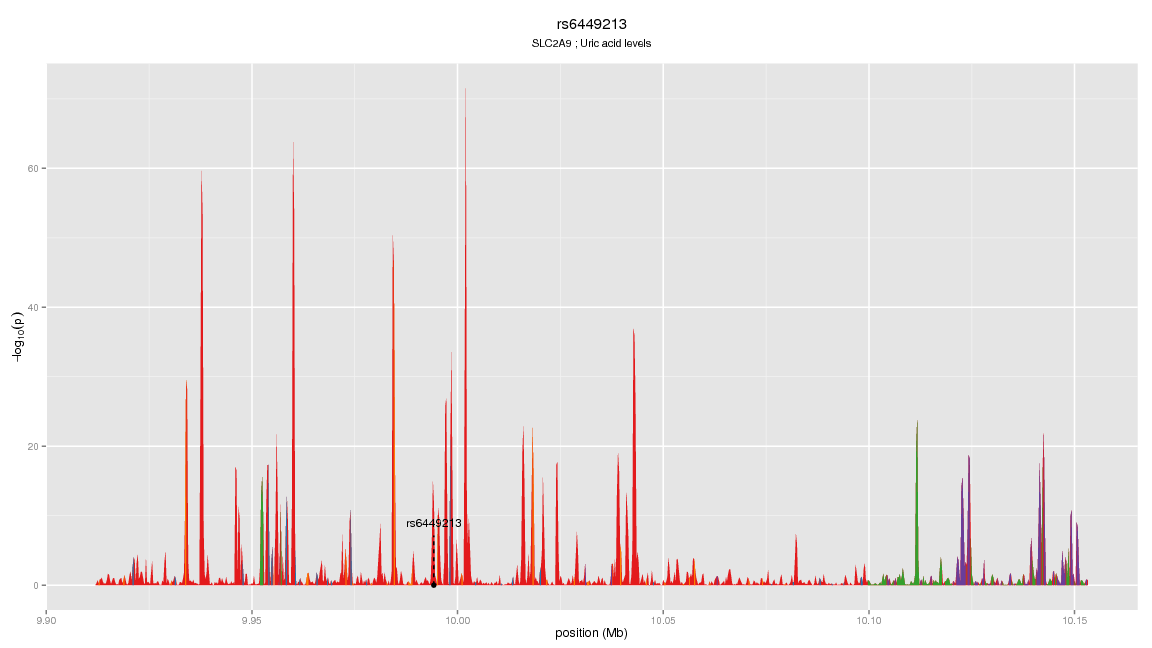 rs6449213
SLC2A9 ; Uric acid levels
60
40
20
0
−log10(p)
rs6449213
9.90 9.95 10.00 10.05 10.10 10.15
position (Mb)